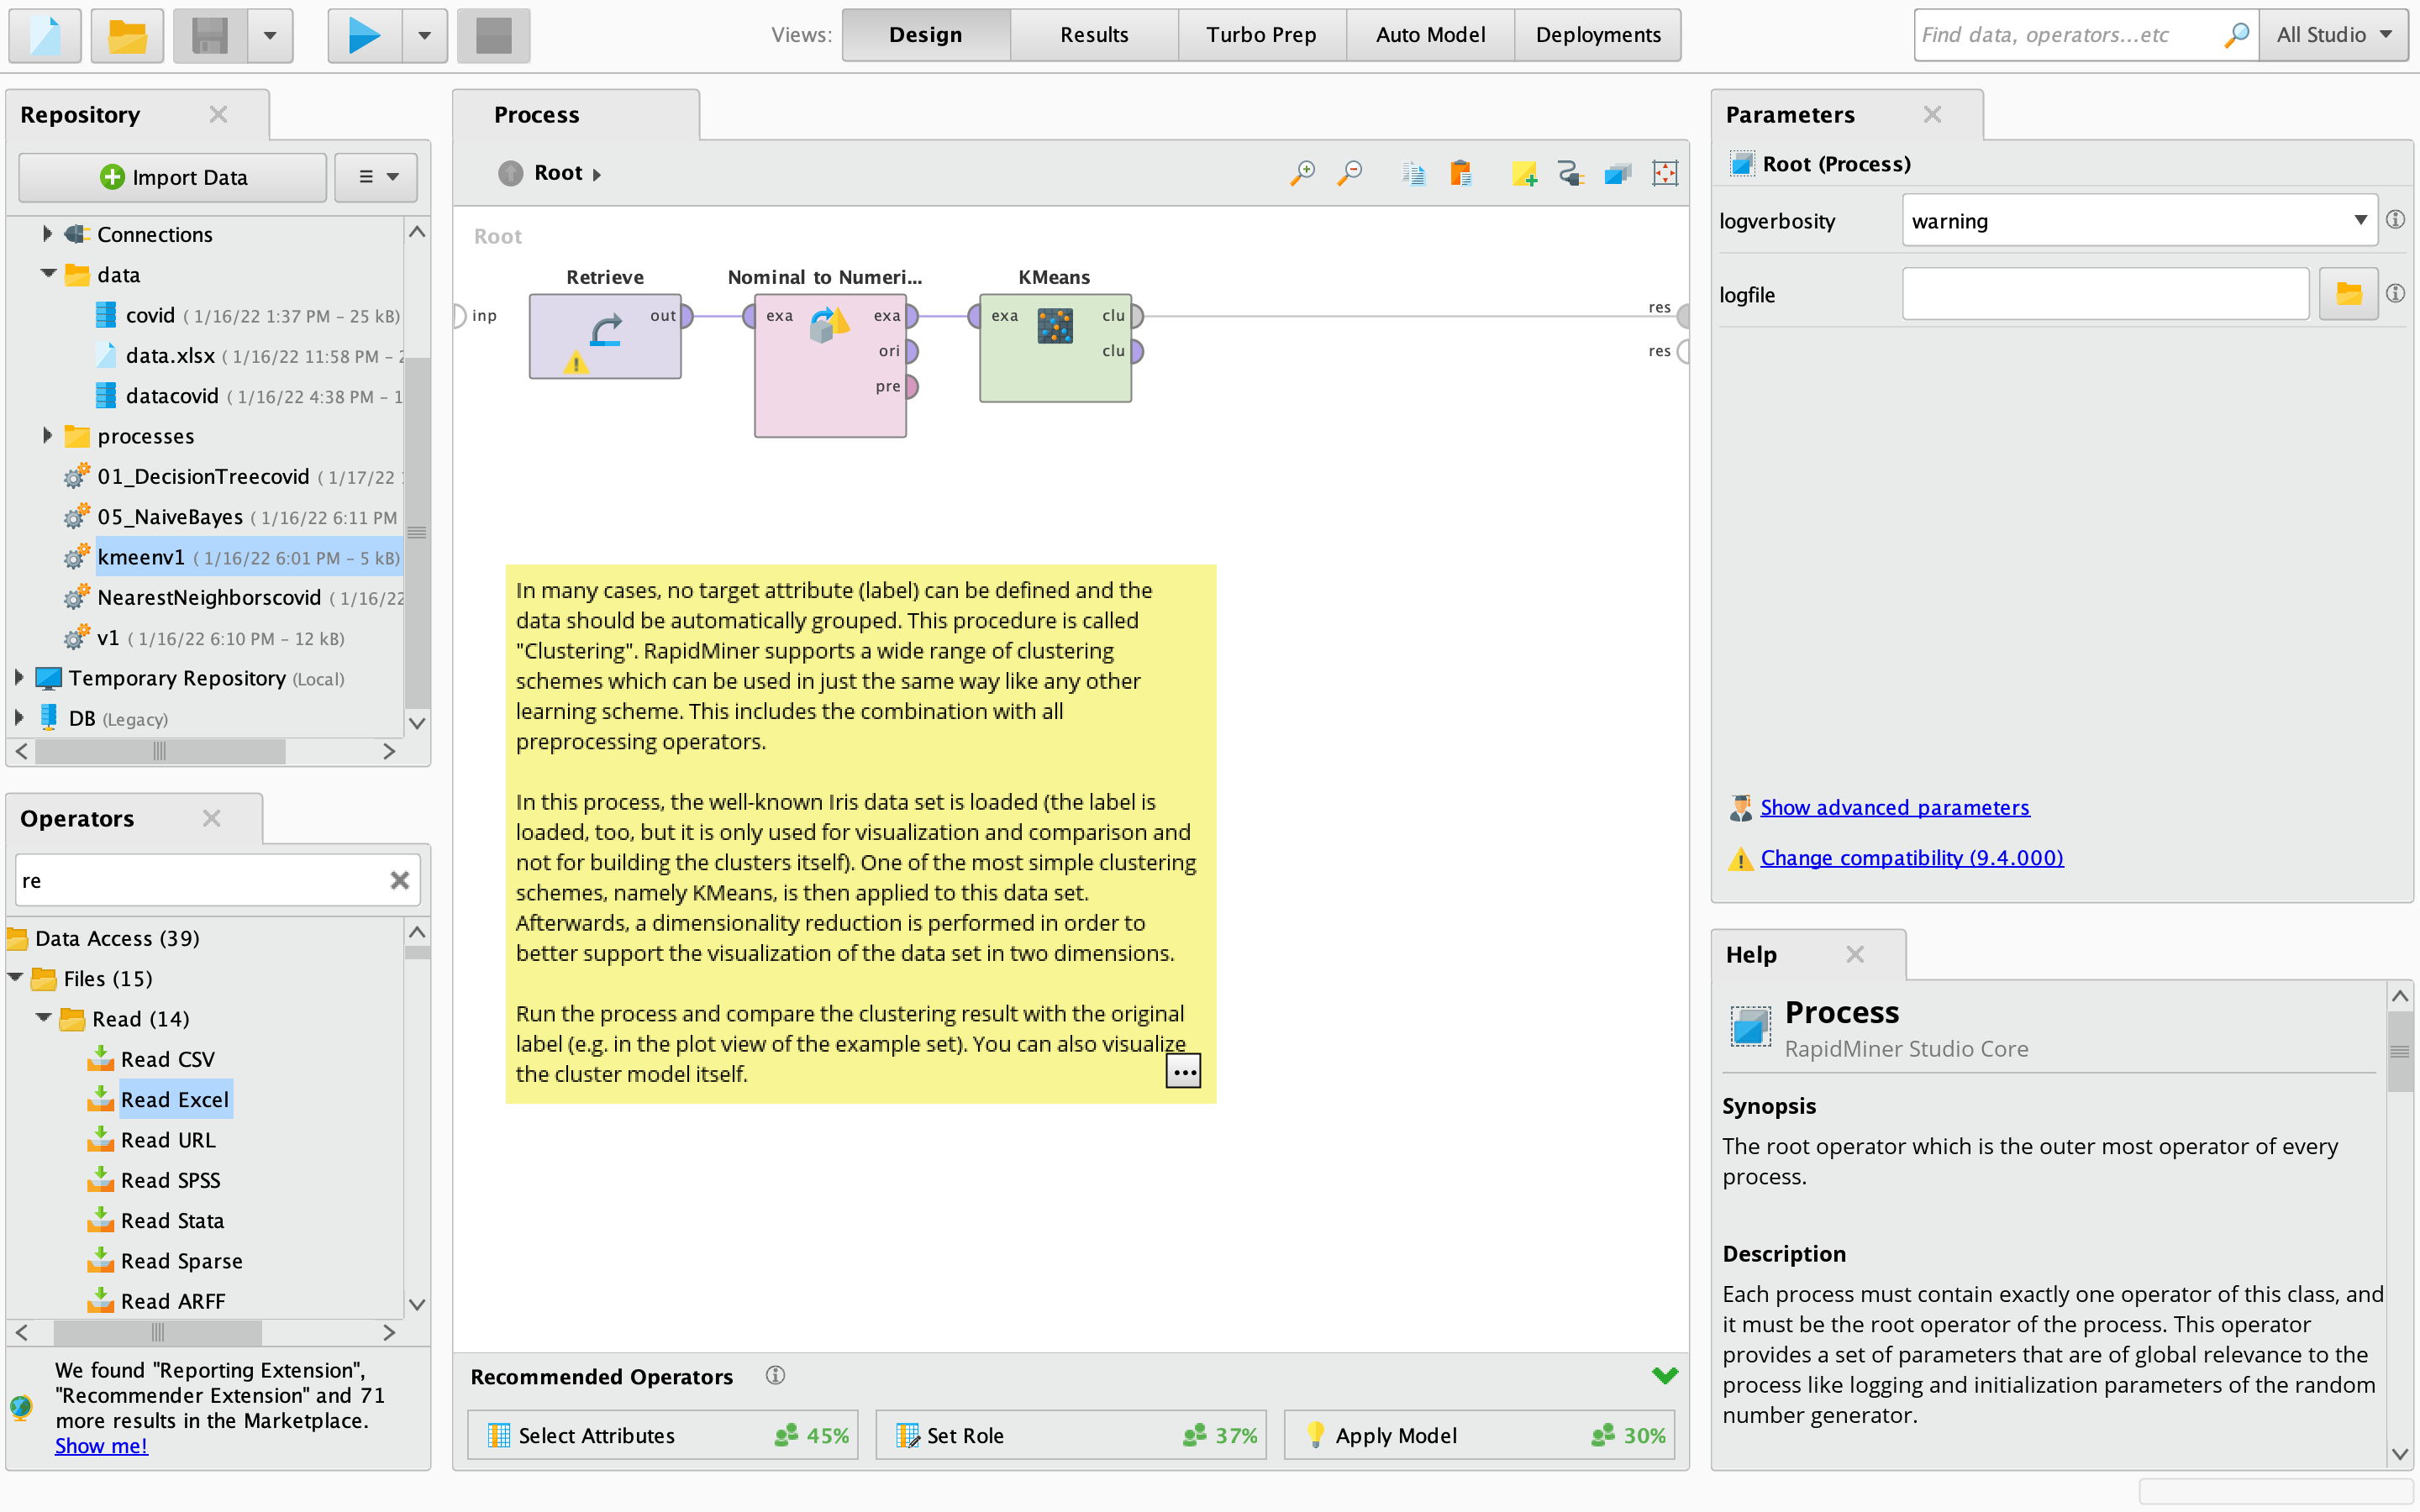 Views:
Design
Results
Turbo Prep
Auto Model
Deployments
Find data, operators...etc
All Studio
Repository
Import Data
Connections
data
covid ( 1/16/22 1:37 PM – 25 kB)
data.xlsx ( 1/16/22 11:58 PM –
datacovid ( 1/16/22 4:38 PM – 1
processes
01_DecisionTreecovid ( 1/17/22
05_NaiveBayes ( 1/16/22 6:11 PM
kmeenv1 ( 1/16/22 6:01 PM – 5 kB)
NearestNeighborscovid ( 1/16/22
v1 ( 1/16/22 6:10 PM – 12 kB)
Temporary Repository (Local)
DB (Legacy)
Operators
re
Data Access (39)
Files (15)
Read (14)
Read CSV
Read Excel
Read URL
Read SPSS
Read Stata
Read Sparse
Read ARFF
We found "Reporting Extension",
"Recommender Extension" and 71
more results in the Marketplace.
Show me!
Process
Root
Root
inp
Retrieve
out
Nominal to Numeri...
exa
exa
ori
pre
KMeans
exa
clu
clu
res
res
In many cases, no target attribute (label) can be defined and the
data should be automatically grouped. This procedure is called
"Clustering". RapidMiner supports a wide range of clustering
schemes which can be used in just the same way like any other
learning scheme. This includes the combination with all
preprocessing operators.
In this process, the well-known Iris data set is loaded (the label is
loaded, too, but it is only used for visualization and comparison and
not for building the clusters itself). One of the most simple clustering
schemes, namely KMeans, is then applied to this data set.
Afterwards, a dimensionality reduction is performed in order to
better support the visualization of the data set in two dimensions.
Run the process and compare the clustering result with the original
label (e.g. in the plot view of the example set). You can also visualize
the cluster model itself.
...
Recommended Operators
Select Attributes 45%
Set Role 37%
Apply Model 30%
Parameters
Root (Process)
logverbosity
warning
logfile
Show advanced parameters
Change compatibility (9.4.000)
Help
Process
RapidMiner Studio Core
Synopsis
The root operator which is the outer most operator of every
process.
Description
Each process must contain exactly one operator of this class, and
it must be the root operator of the process. This operator
provides a set of parameters that are of global relevance to the
process like logging and initialization parameters of the random
number generator.